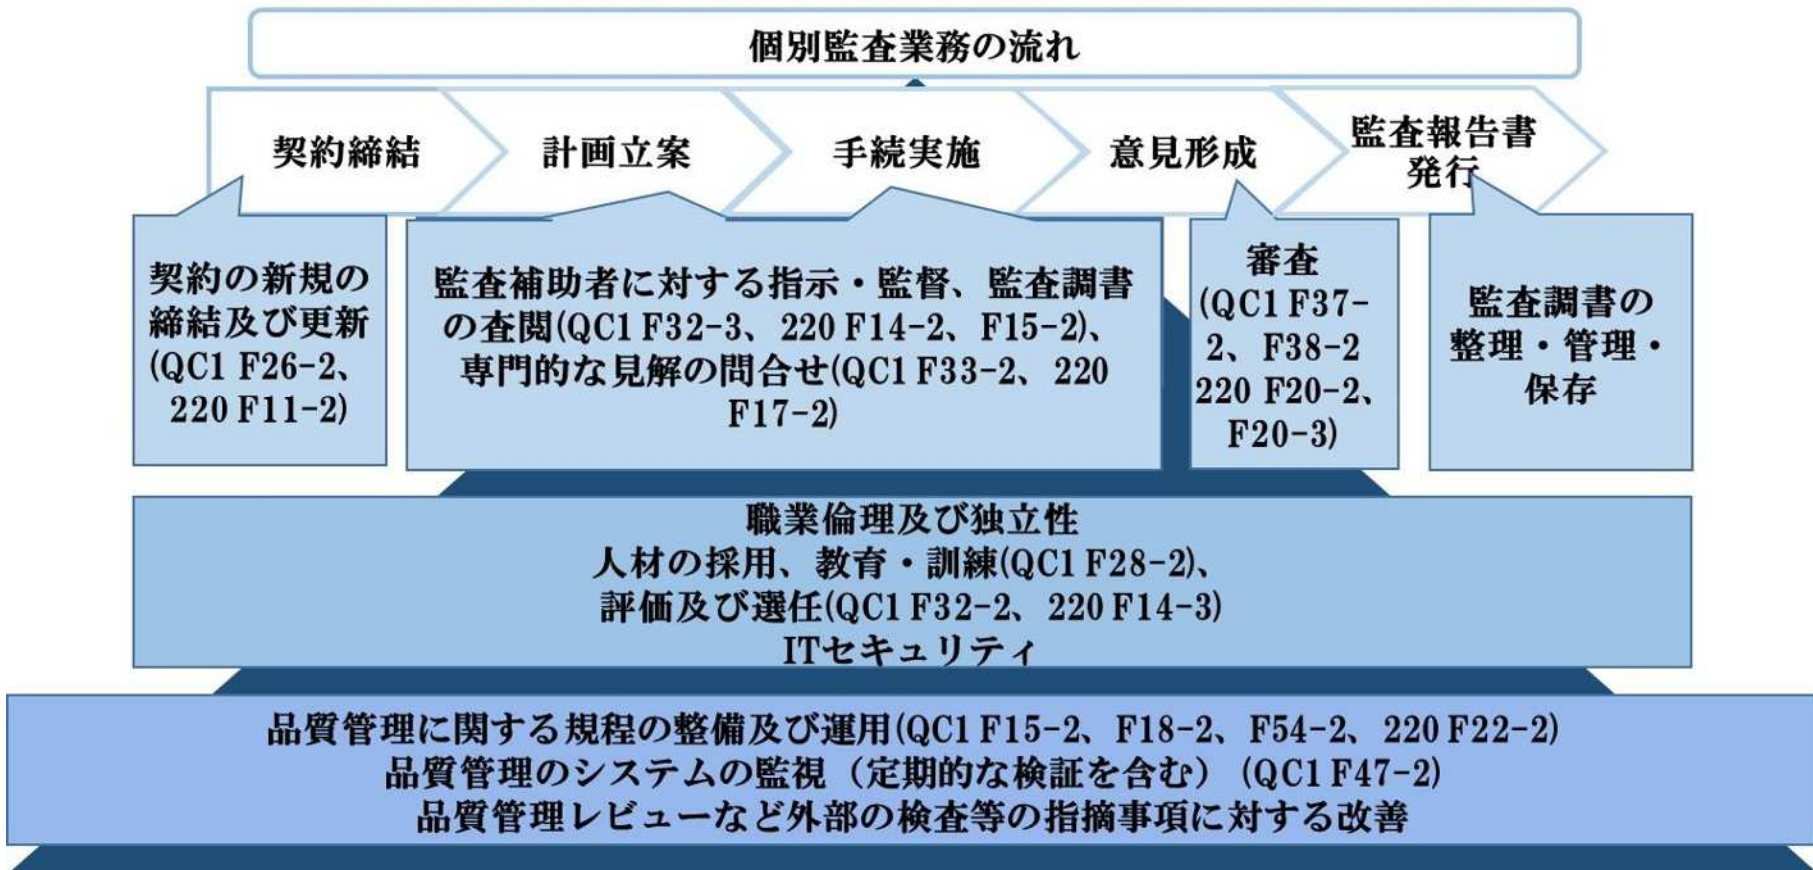 個別監査業務の流れ
契約締結
計画立案
手続実施
意見形成
監査報告書
発行
契約の新規の
締結及び更新
(QC1 F26-2、
220 F11-2)
監査補助者に対する指示・監督、監査調書
の査閲(QC1 F32-3、220 F14-2、F15-2)、
専門的な見解の問合せ(QC1 F33-2、220
F17-2)
審査
(QC1 F37-
2、F38-2
220 F20-2、
F20-3)
監査調書の
整理・管理・
保存
職業倫理及び独立性
人材の採用、教育・訓練(QC1 F28-2)、
評価及び選任(QC1 F32-2、220 F14-3)
ITセキュリティ
品質管理に関する規程の整備及び運用(QC1 F15-2、F18-2、F54-2、220 F22-2)
品質管理のシステムの監視（定期的な検証を含む） (QC1 F47-2)
品質管理レビューなど外部の検査等の指摘事項に対する改善